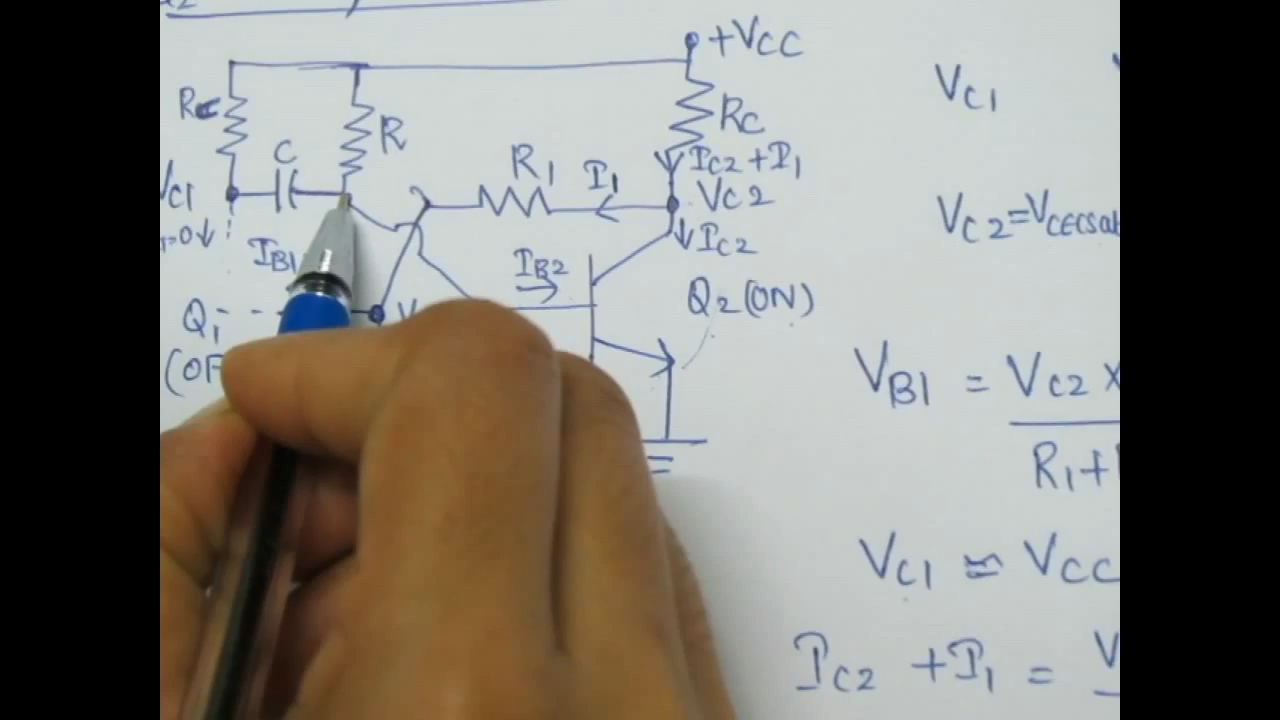 +VCC
RC
R
RC
VC1
C
R1
I1
IC2+I1
VC2
VC2=VCE(sat
IC2
IB1
IB2
Q1
Q2(ON)
VB1 = VC2 ×
R1+
VC1 ≃ VCC
IC2 + I1 = V